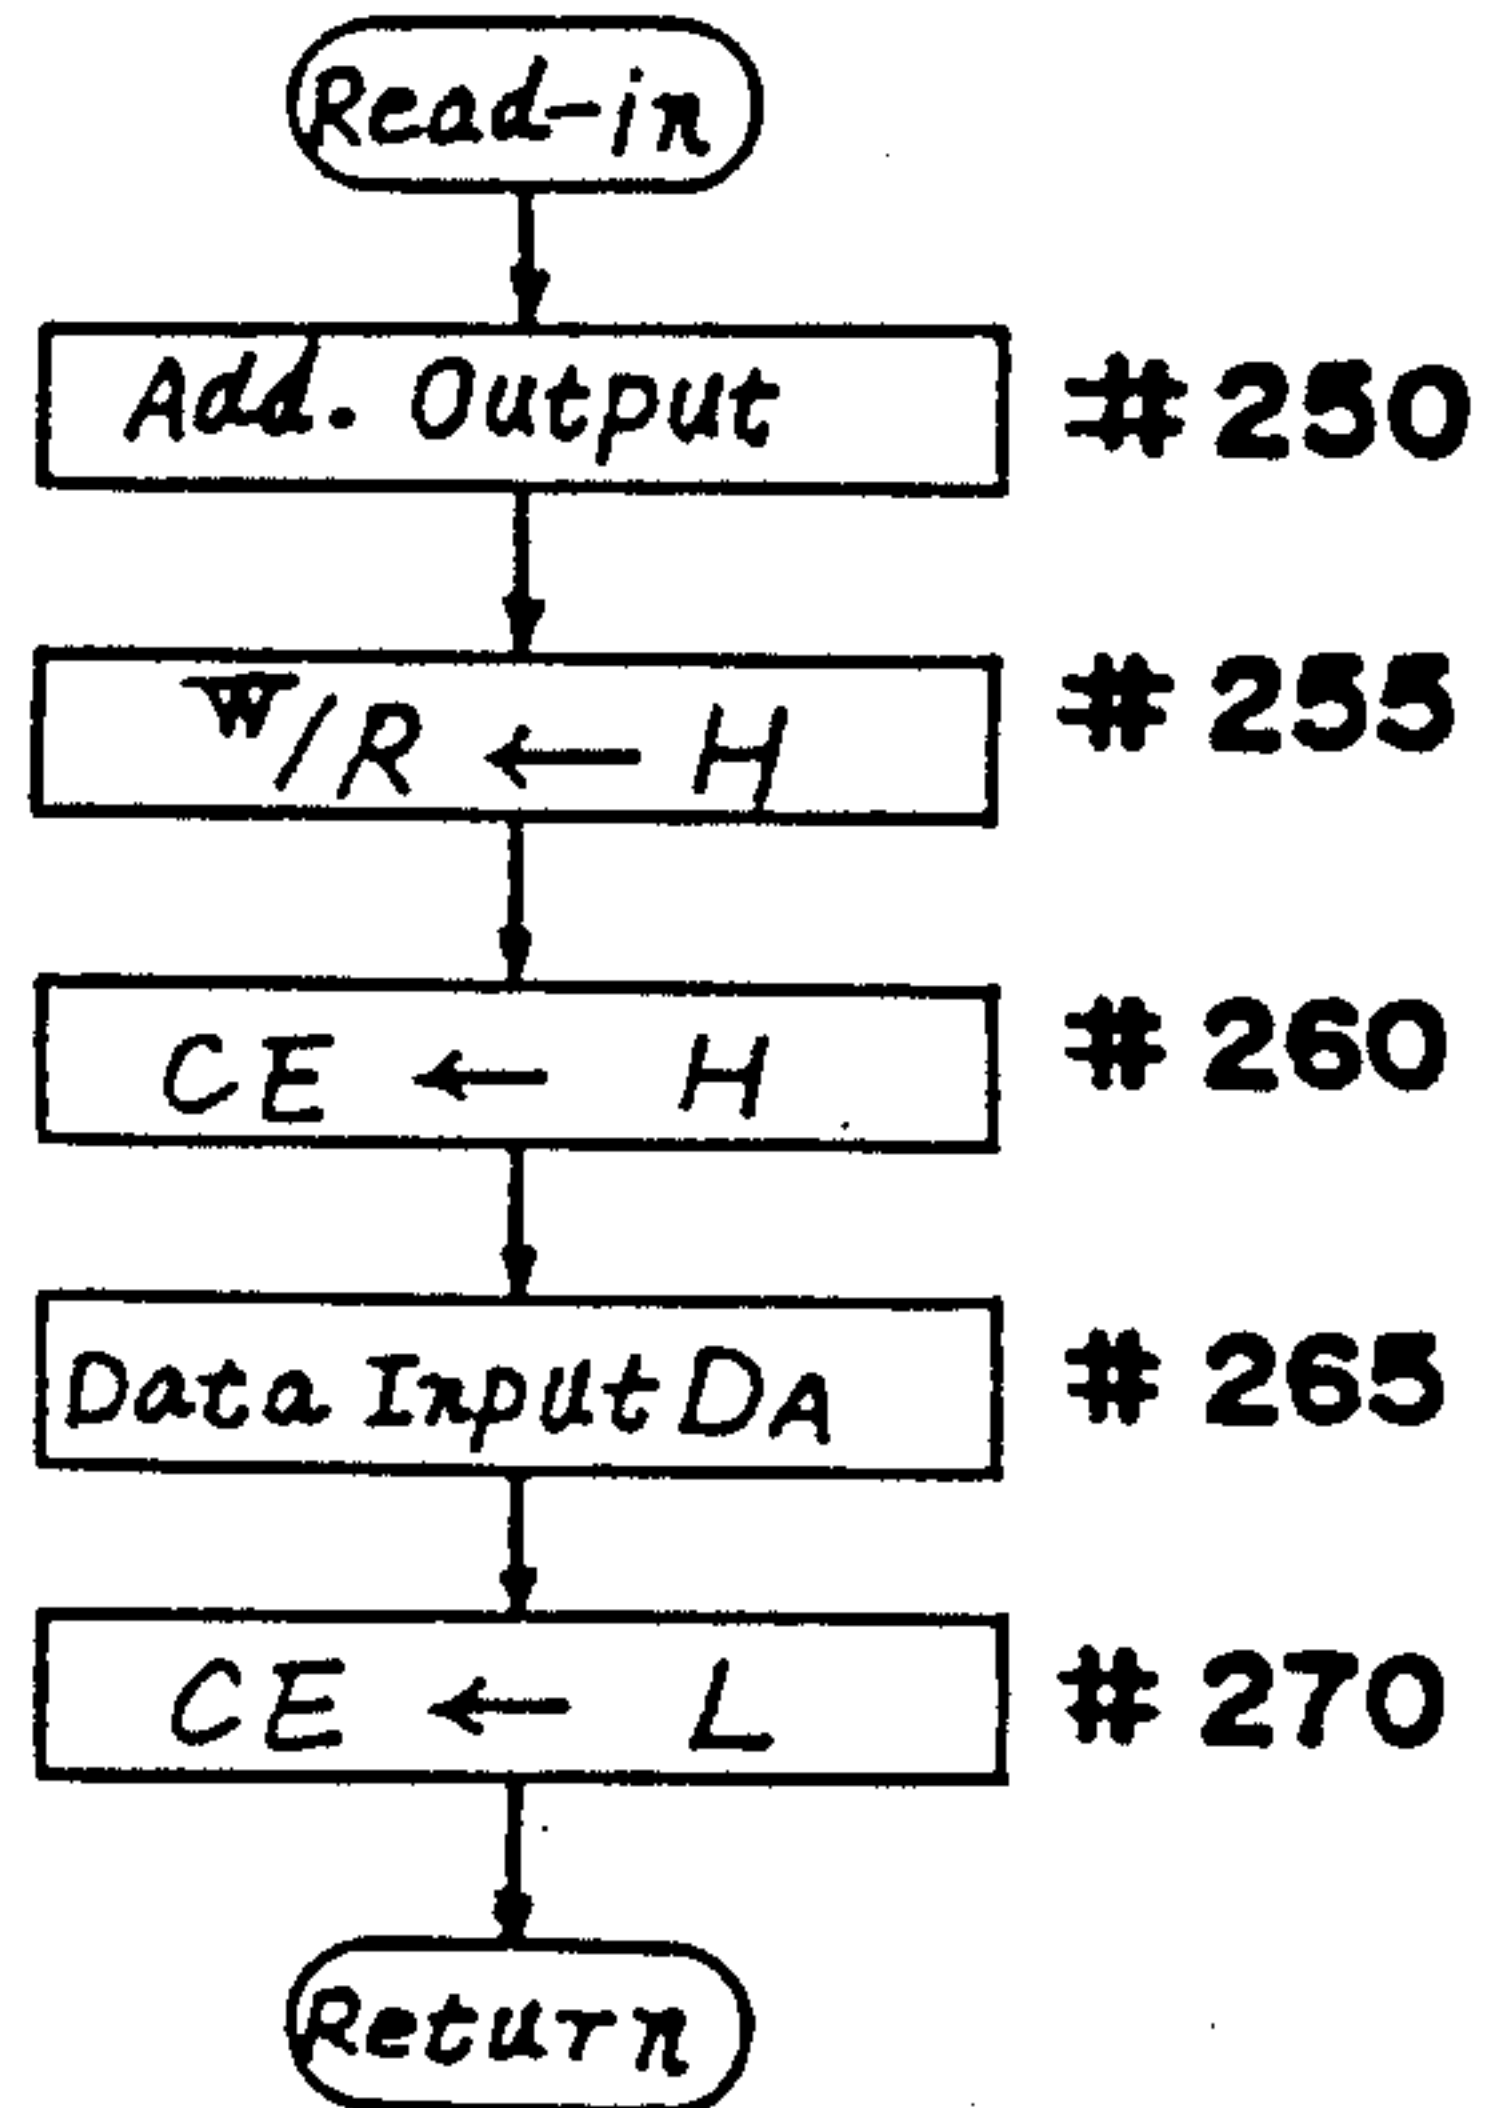 Read-in
Add. Output #250
W̅/R ← H #255
CE ← H #260
Data Input DA #265
CE ← L #270
Return